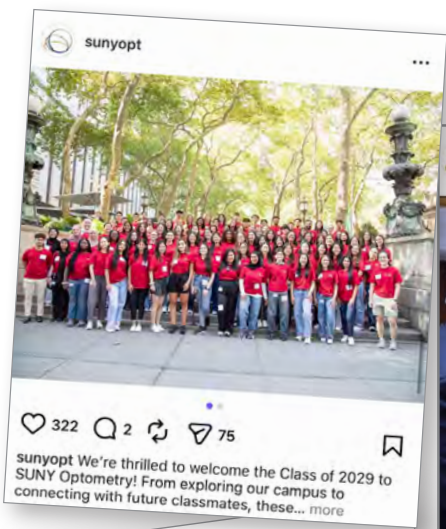 sunyopt
322 2 75
sunyopt We're thrilled to welcome the Class of 2029 to
SUNY Optometry! From exploring our campus to
connecting with future classmates, these... more